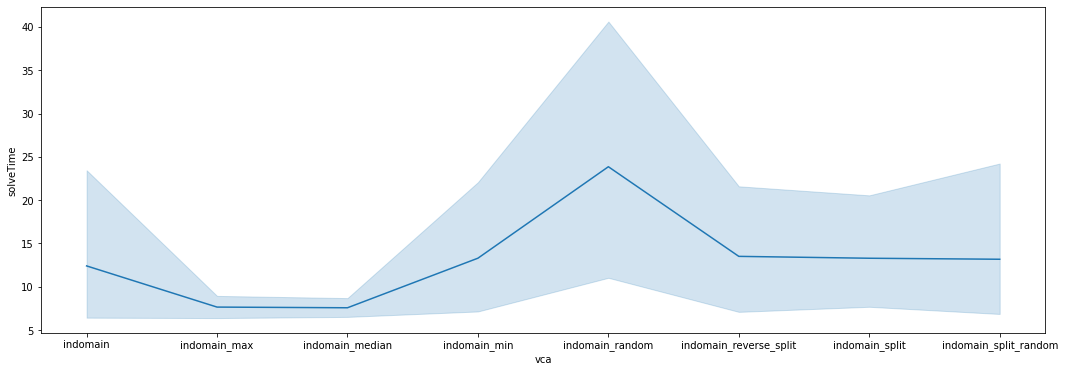 40
35
30
25
20
15
10
5
solveTime
indomain indomain_max indomain_median indomain_min indomain_random indomain_reverse_split indomain_split indomain_split_random
vca